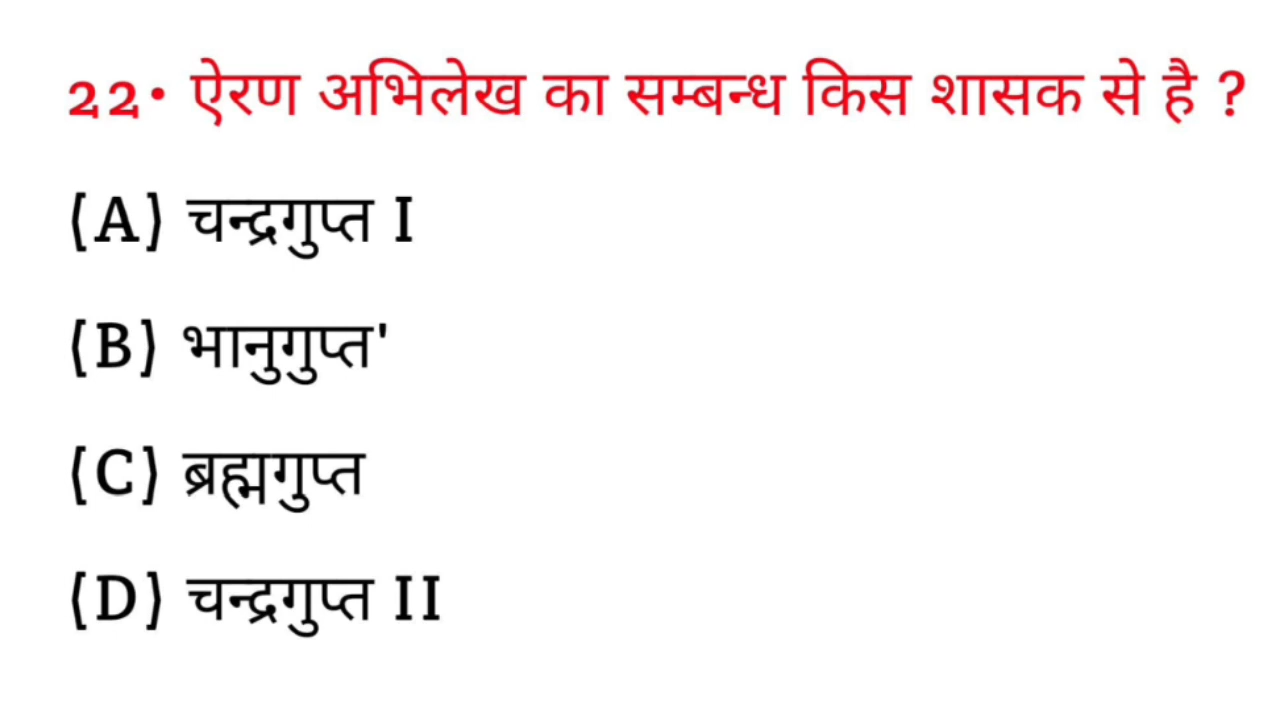 22• ऐरण अभिलेख का सम्बन्ध किस शासक से है ?
(A) चन्द्रगुप्त I
(B) भानुगुप्त'
(C) ब्रह्मगुप्त
(D) चन्द्रगुप्त II